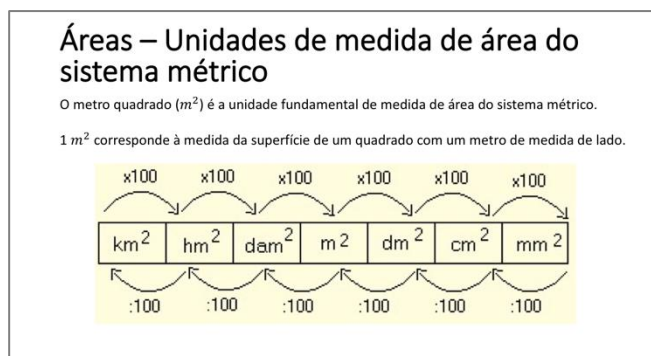 Áreas – Unidades de medida de área do
sistema métrico
O metro quadrado (m²) é a unidade fundamental de medida de área do sistema métrico.
1 m² corresponde à medida da superfície de um quadrado com um metro de medida de lado.
x100 x100 x100 x100 x100 x100
km² hm² dam² m² dm² cm² mm²
:100 :100 :100 :100 :100 :100